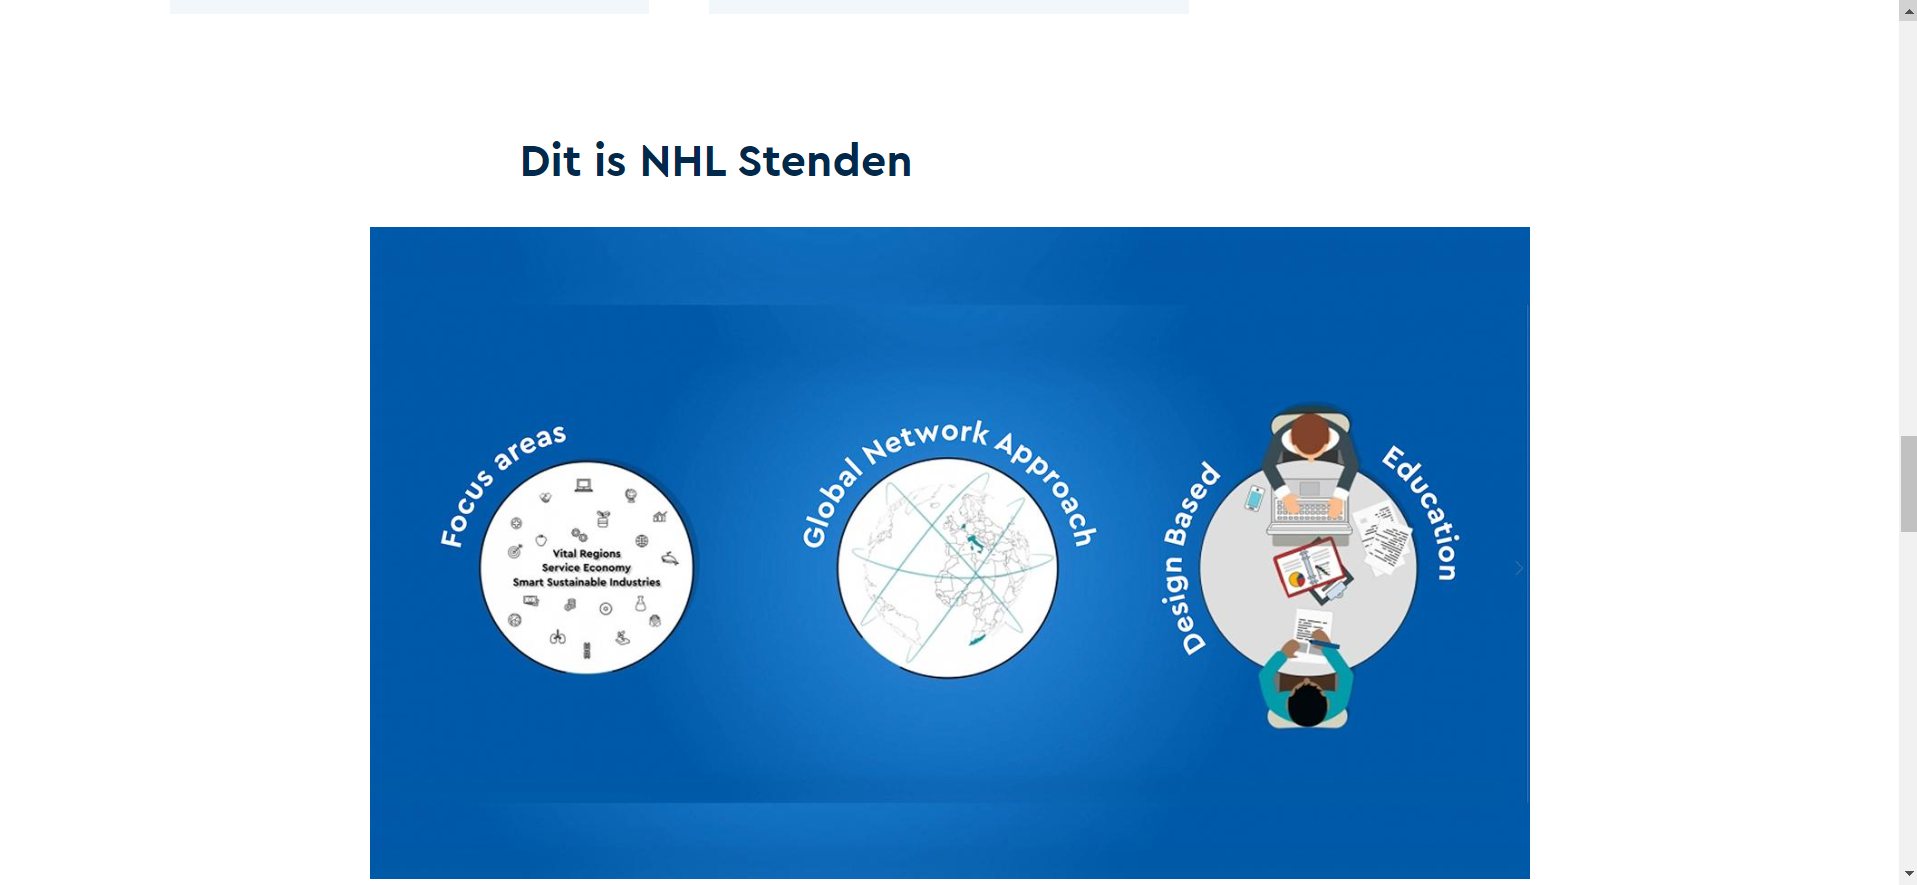 Dit is NHL Stenden
Focus areas
Vital Regions
Service Economy
Smart Sustainable Industries
Global Network Approach
Design Based Education